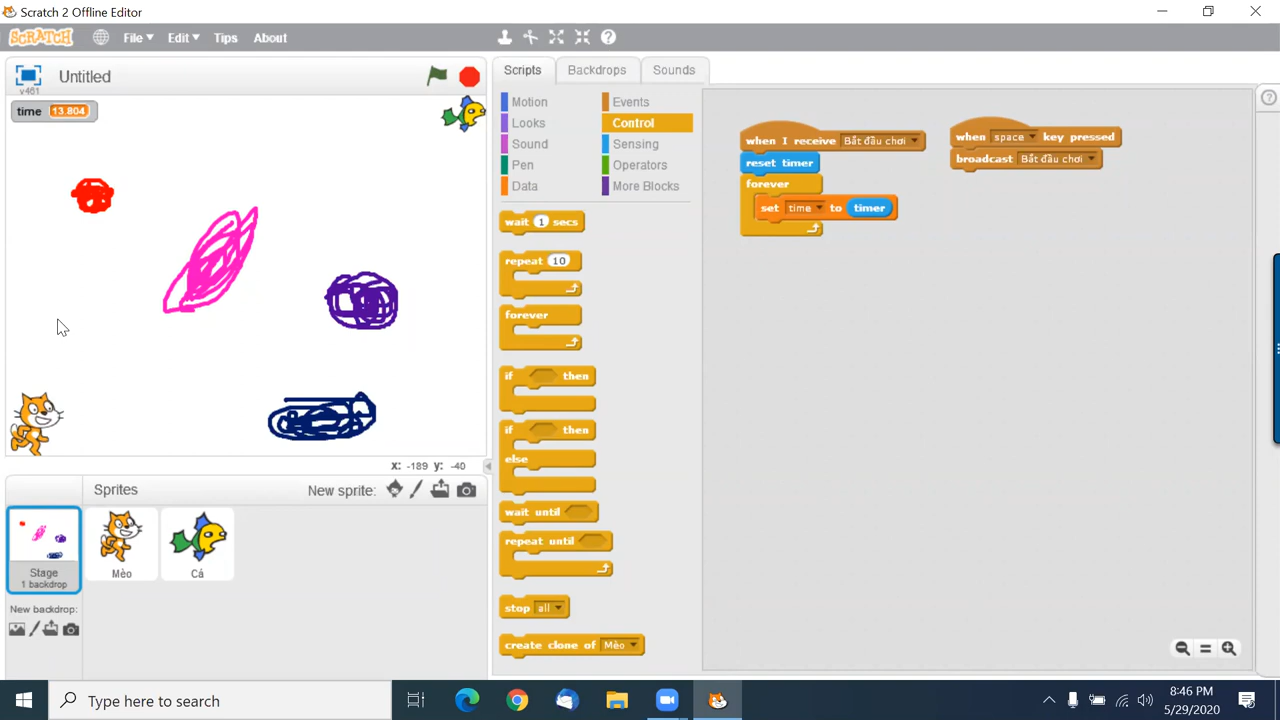 Scratch 2 Offline Editor
SCRATCH File Edit Tips About
Untitled
v461
time 13.804
x: -189 y: -40
Sprites New sprite:
Stage
1 backdrop
Mèo
Cá
New backdrop:
Scripts Backdrops Sounds
Motion Events
Looks Control
Sound Sensing
Pen Operators
Data More Blocks
wait 1 secs
repeat 10
forever
if then
if then
else
wait until
repeat until
stop all
create clone of Mèo
when I receive Bắt đầu chơi
reset timer
forever
set time to timer
when space key pressed
broadcast Bắt đầu chơi
Type here to search
8:46 PM
5/29/2020